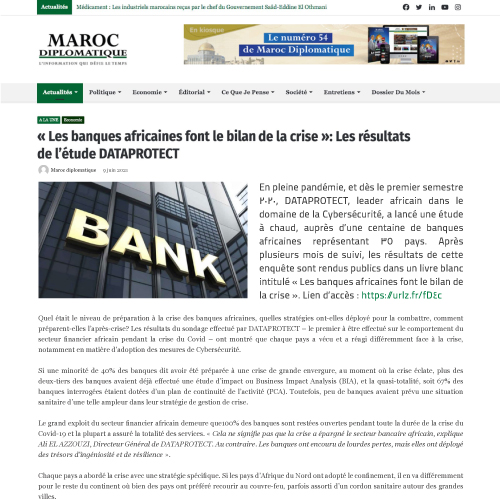 Actualités Médicament : Les industriels marocains reçus par le chef du Gouvernement Saâd-Eddine El Othmani
MAROC
DIPLOMATIQUE
L'INFORMATION QUI DÉFIE LE TEMPS
En kiosque
Le numéro 54
de Maroc Diplomatique
Actualités Politique Economie Éditorial Ce Que Je Pense Société Entretiens Dossier Du Mois
A LA UNE Economie
« Les banques africaines font le bilan de la crise »: Les résultats
de l'étude DATAPROTECT
Maroc diplomatique 9 juin 2021
BANK
En pleine pandémie, et dès le premier semestre
٢٠٢٠, DATAPROTECT, leader africain dans le
domaine de la Cybersécurité, a lancé une étude
à chaud, auprès d'une centaine de banques
africaines représentant ٣٥ pays. Après
plusieurs mois de suivi, les résultats de cette
enquête sont rendus publics dans un livre blanc
intitulé « Les banques africaines font le bilan de
la crise ». Lien d'accès : https://urlz.fr/fD٤c
Quel était le niveau de préparation à la crise des banques africaines, quelles stratégies ont-elles déployé pour la combattre, comment
préparent-elles l'après-crise? Les résultats du sondage effectué par DATAPROTECT – le premier à être effectué sur le comportement du
secteur financier africain pendant la crise du Covid – ont montré que chaque pays a vécu et a réagi différemment face à la crise,
notamment en matière d'adoption des mesures de Cybersécurité.
Si une minorité de 40% des banques dit avoir été préparée à une crise de grande envergure, au moment où la crise éclate, plus des
deux-tiers des banques avaient déjà effectué une étude d'impact ou Business Impact Analysis (BIA), et la quasi-totalité, soit 67% des
banques interrogées étaient dotées d'un plan de continuité de l'activité (PCA). Toutefois, peu de banques avaient prévu une situation
sanitaire d'une telle ampleur dans leur stratégie de gestion de crise.
Le grand exploit du secteur financier africain demeure que100% des banques sont restées ouvertes pendant toute la durée de la crise du
Covid-19 et la plupart a assuré la totalité des services. « Cela ne signifie pas que la crise a épargné le secteur bancaire africain, explique
Ali EL AZZOUZI, Directeur Général de DATAPROTECT. Au contraire. Les banques ont encouru de lourdes pertes, mais elles ont déployé
des trésors d'ingéniosité et de résilience ».
Chaque pays a abordé la crise avec une stratégie spécifique. Si les pays d'Afrique du Nord ont adopté le confinement, il en va différemment
pour le reste du continent où bien des pays ont préféré recourir au couvre-feu, parfois assorti d'un cordon sanitaire autour des grandes
villes.